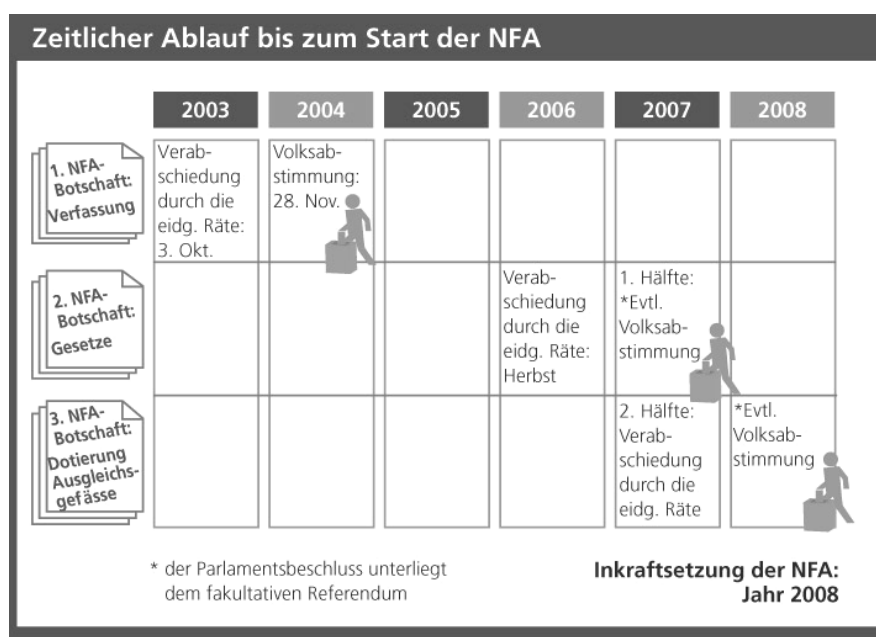 Zeitlicher Ablauf bis zum Start der NFA
2003 2004 2005 2006 2007 2008
1. NFA-
Botschaft:
Verfassung
Verab-
schiedung
durch die
eidg. Räte:
3. Okt.
Volksab-
stimmung:
28. Nov.
2. NFA-
Botschaft:
Gesetze
Verab-
schiedung
durch die
eidg. Räte:
Herbst
1. Hälfte:
*Evtl.
Volksab-
stimmung
3. NFA-
Botschaft:
Dotierung
Ausgleichs-
gefässe
2. Hälfte:
Verab-
schiedung
durch die
eidg. Räte
*Evtl.
Volksab-
stimmung
* der Parlamentsbeschluss unterliegt
dem fakultativen Referendum
Inkraftsetzung der NFA:
Jahr 2008